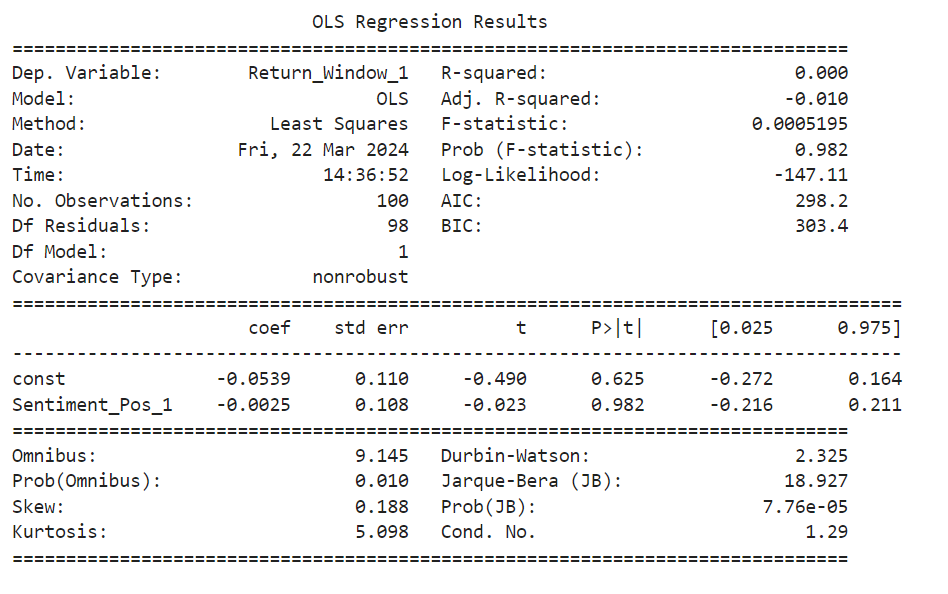 OLS Regression Results
==============================================================================
Dep. Variable:        Return_Window_1   R-squared:                       0.000
Model:                            OLS   Adj. R-squared:                 -0.010
Method:                 Least Squares   F-statistic:                 0.0005195
Date:                Fri, 22 Mar 2024   Prob (F-statistic):              0.982
Time:                        14:36:52   Log-Likelihood:                -147.11
No. Observations:                 100   AIC:                             298.2
Df Residuals:                      98   BIC:                             303.4
Df Model:                           1
Covariance Type:            nonrobust
===================================================================================
                      coef    std err          t      P>|t|      [0.025      0.975]
-----------------------------------------------------------------------------------
const              -0.0539      0.110     -0.490      0.625      -0.272       0.164
Sentiment_Pos_1    -0.0025      0.108     -0.023      0.982      -0.216       0.211
==============================================================================
Omnibus:                        9.145   Durbin-Watson:                   2.325
Prob(Omnibus):                  0.010   Jarque-Bera (JB):               18.927
Skew:                           0.188   Prob(JB):                     7.76e-05
Kurtosis:                       5.098   Cond. No.                         1.29
==============================================================================